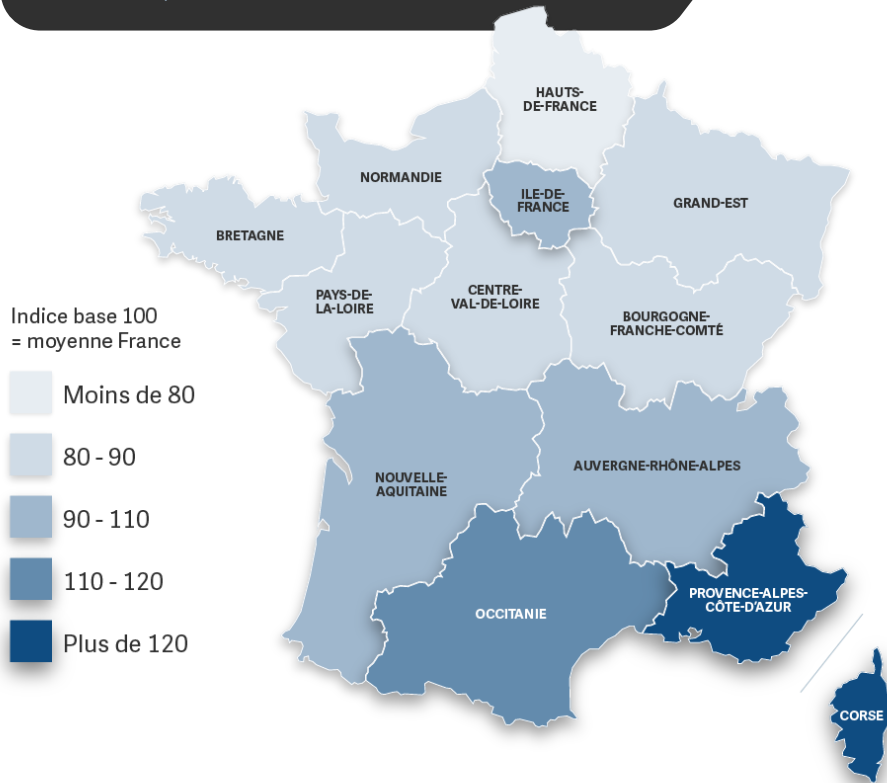 HAUTS-
DE-FRANCE
NORMANDIE
ILE-DE-
FRANCE
GRAND-EST
BRETAGNE
PAYS-DE-
LA-LOIRE
CENTRE-
VAL-DE-LOIRE
BOURGOGNE-
FRANCHE-COMTÉ
Indice base 100
= moyenne France
Moins de 80
80 - 90
90 - 110
110 - 120
Plus de 120
NOUVELLE-
AQUITAINE
AUVERGNE-RHÔNE-ALPES
OCCITANIE
PROVENCE-ALPES-
CÔTE-D'AZUR
CORSE